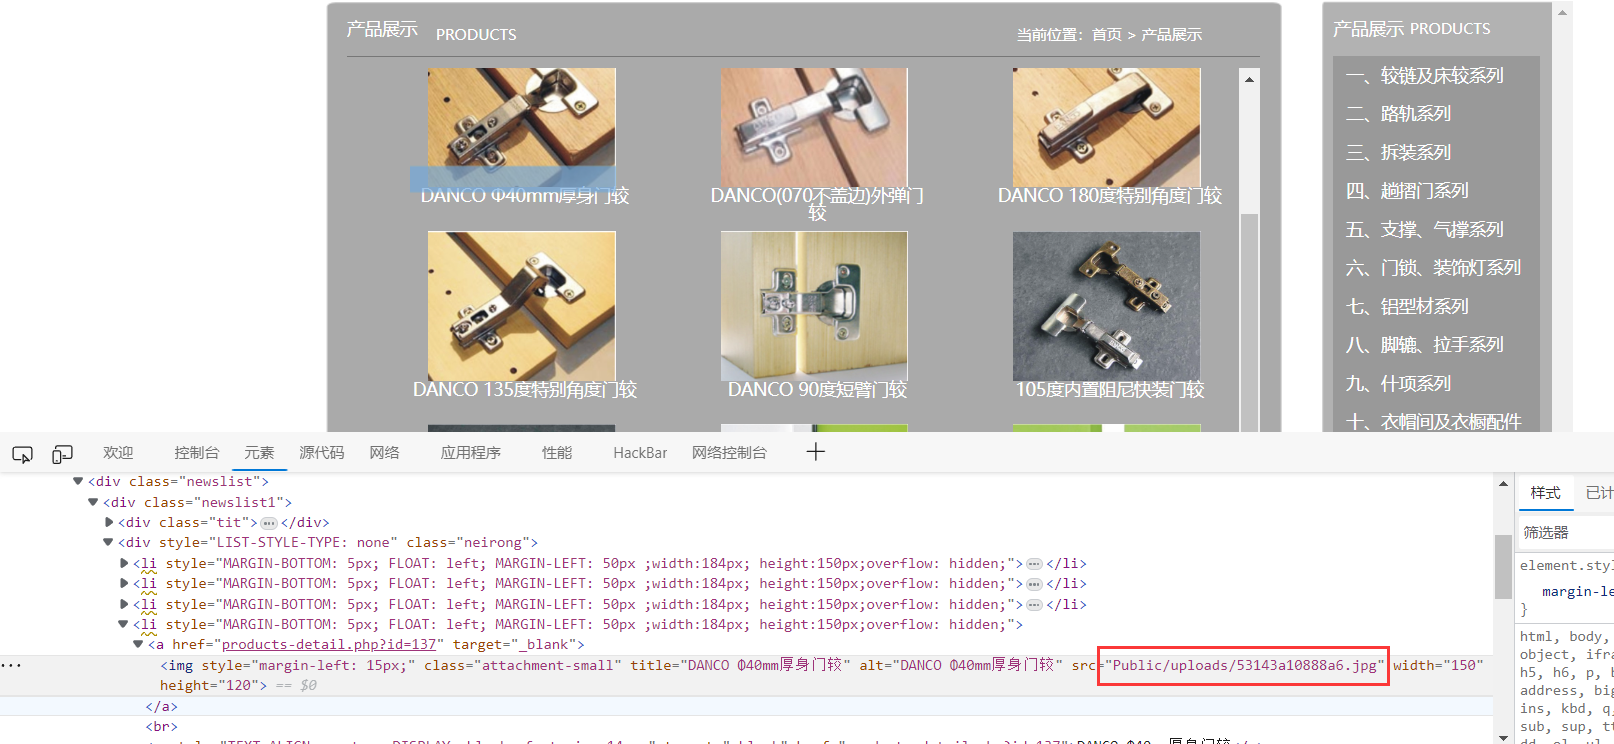 产品展示 PRODUCTS
当前位置：首页 > 产品展示
DANCO Φ40mm厚身门较
DANCO(070不盖边)外弹门
较
DANCO 180度特别角度门较
DANCO 135度特别角度门较
DANCO 90度短臂门较
105度内置阻尼快装门较
产品展示 PRODUCTS
一、铰链及床铰系列
二、路轨系列
三、拆装系列
四、趟摺门系列
五、支撑、气撑系列
六、门锁、装饰灯系列
七、铝型材系列
八、脚辘、拉手系列
九、什项系列
十、衣帽间及衣橱配件
欢迎 控制台 元素 源代码 网络 应用程序 性能 HackBar 网络控制台
<div class="newslist">
<div class="newslist1">
<div class="tit">…</div>
<div style="LIST-STYLE-TYPE: none" class="neirong">
<li style="MARGIN-BOTTOM: 5px; FLOAT: left; MARGIN-LEFT: 50px ;width:184px; height:150px;overflow: hidden;">…</li>
<li style="MARGIN-BOTTOM: 5px; FLOAT: left; MARGIN-LEFT: 50px ;width:184px; height:150px;overflow: hidden;">…</li>
<li style="MARGIN-BOTTOM: 5px; FLOAT: left; MARGIN-LEFT: 50px ;width:184px; height:150px;overflow: hidden;">…</li>
<li style="MARGIN-BOTTOM: 5px; FLOAT: left; MARGIN-LEFT: 50px ;width:184px; height:150px;overflow: hidden;">
<a href="products-detail.php?id=137" target="_blank">
<img style="margin-left: 15px;" class="attachment-small" title="DANCO Φ40mm厚身门较" alt="DANCO Φ40mm厚身门较" src="Public/uploads/53143a10888a6.jpg" width="150"
height="120"> == $0
</a>
<br>
样式 已计
筛选器
element.styl
margin-le
}
html, body,
object, ifra
h5, h6, p, b
address, big
ins, kbd, q,
sub, sup, tt